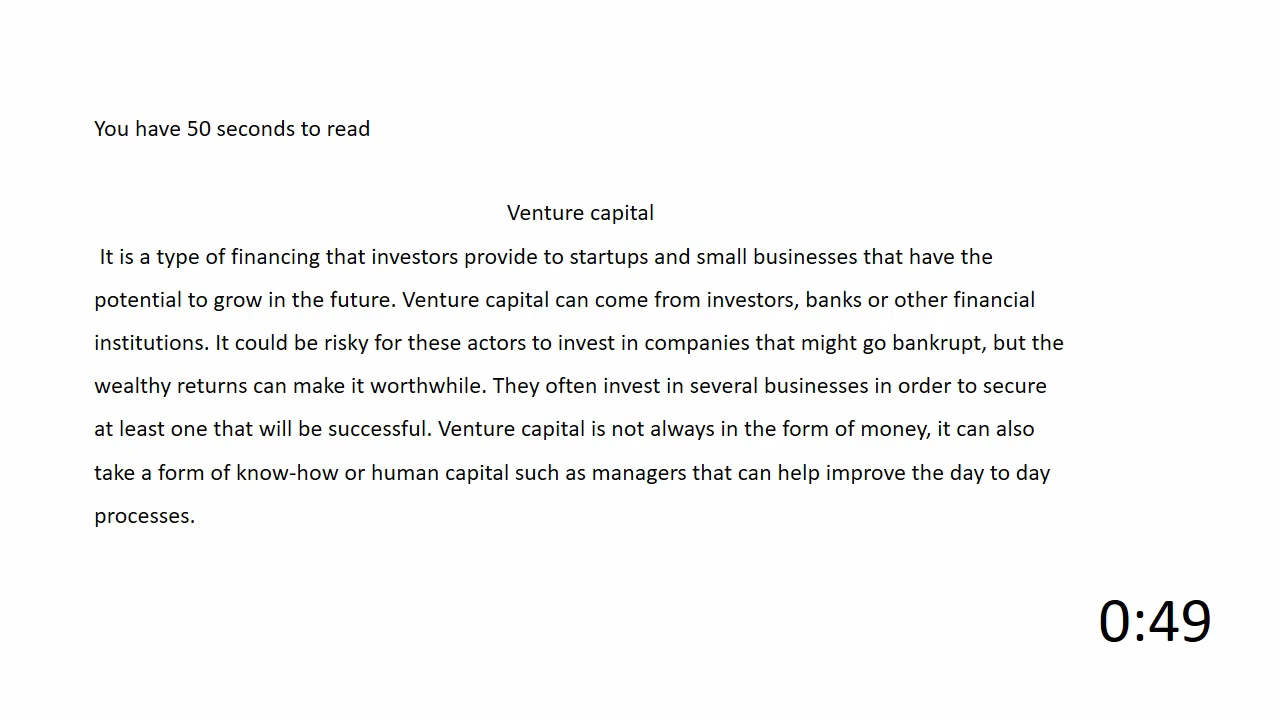 You have 50 seconds to read
Venture capital
It is a type of financing that investors provide to startups and small businesses that have the
potential to grow in the future. Venture capital can come from investors, banks or other financial
institutions. It could be risky for these actors to invest in companies that might go bankrupt, but the
wealthy returns can make it worthwhile. They often invest in several businesses in order to secure
at least one that will be successful. Venture capital is not always in the form of money, it can also
take a form of know-how or human capital such as managers that can help improve the day to day
processes.
0:49